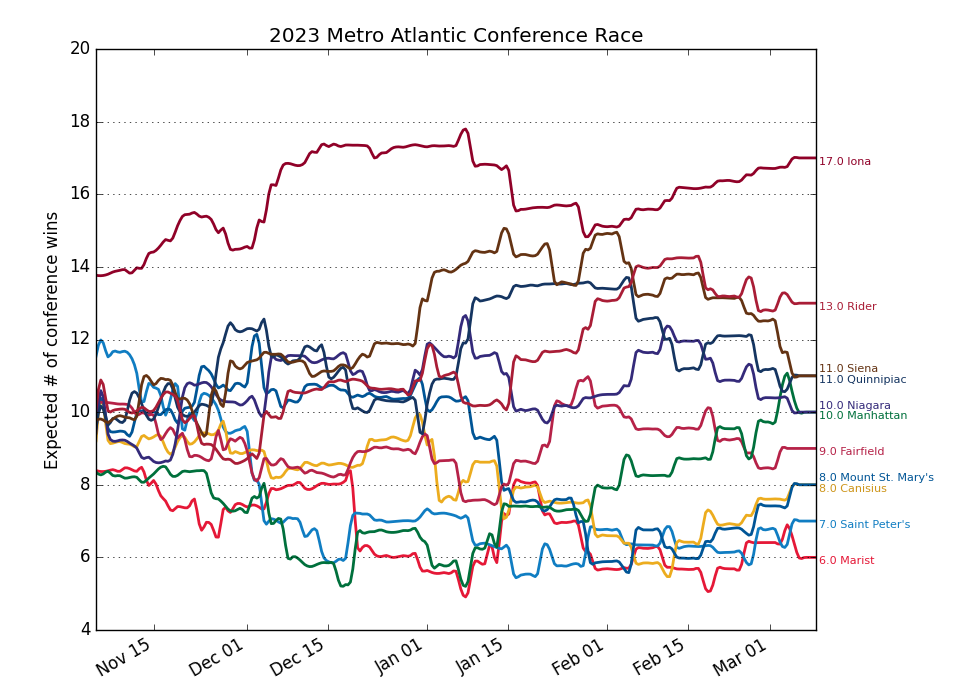 2023 Metro Atlantic Conference Race
Expected # of conference wins
20
18
16
14
12
10
8
6
4
Nov 15
Dec 01
Dec 15
Jan 01
Jan 15
Feb 01
Feb 15
Mar 01
17.0 Iona
13.0 Rider
11.0 Siena
11.0 Quinnipiac
10.0 Niagara
10.0 Manhattan
9.0 Fairfield
8.0 Mount St. Mary's
8.0 Canisius
7.0 Saint Peter's
6.0 Marist